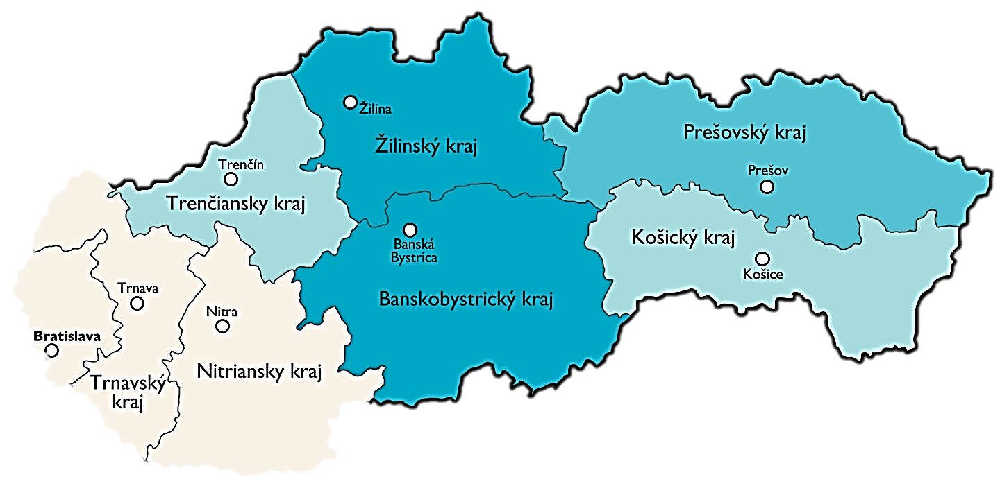 Žilina
Žilinský kraj
Prešovský kraj
Prešov
Trenčín
Trenčiansky kraj
Košický kraj
Košice
Banská
Bystrica
Banskobystrický kraj
Trnava
Nitra
Bratislava
Nitriansky kraj
Trnavský
kraj